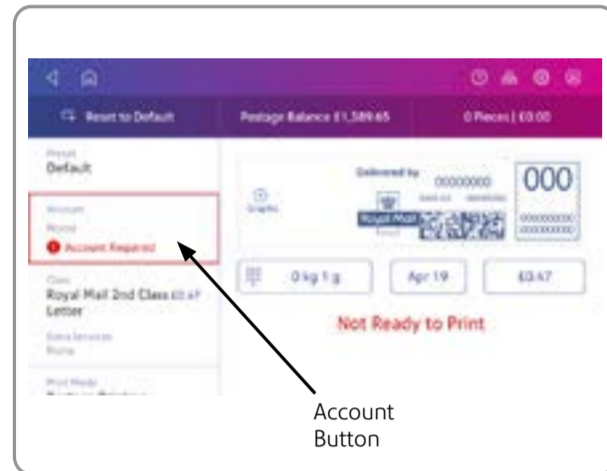 Reset to Default
Postage Balance £1,389.65
0 Pieces | £0.00
Preset
Default
Account
None
Account Required
Class
Royal Mail 2nd Class £0.47
Letter
Extra Services
None
Print Mode
Graphic
Delivered by
Royal Mail
00000000
000
0 kg 1 g
Apr 19
£0.47
Not Ready to Print
Account
Button